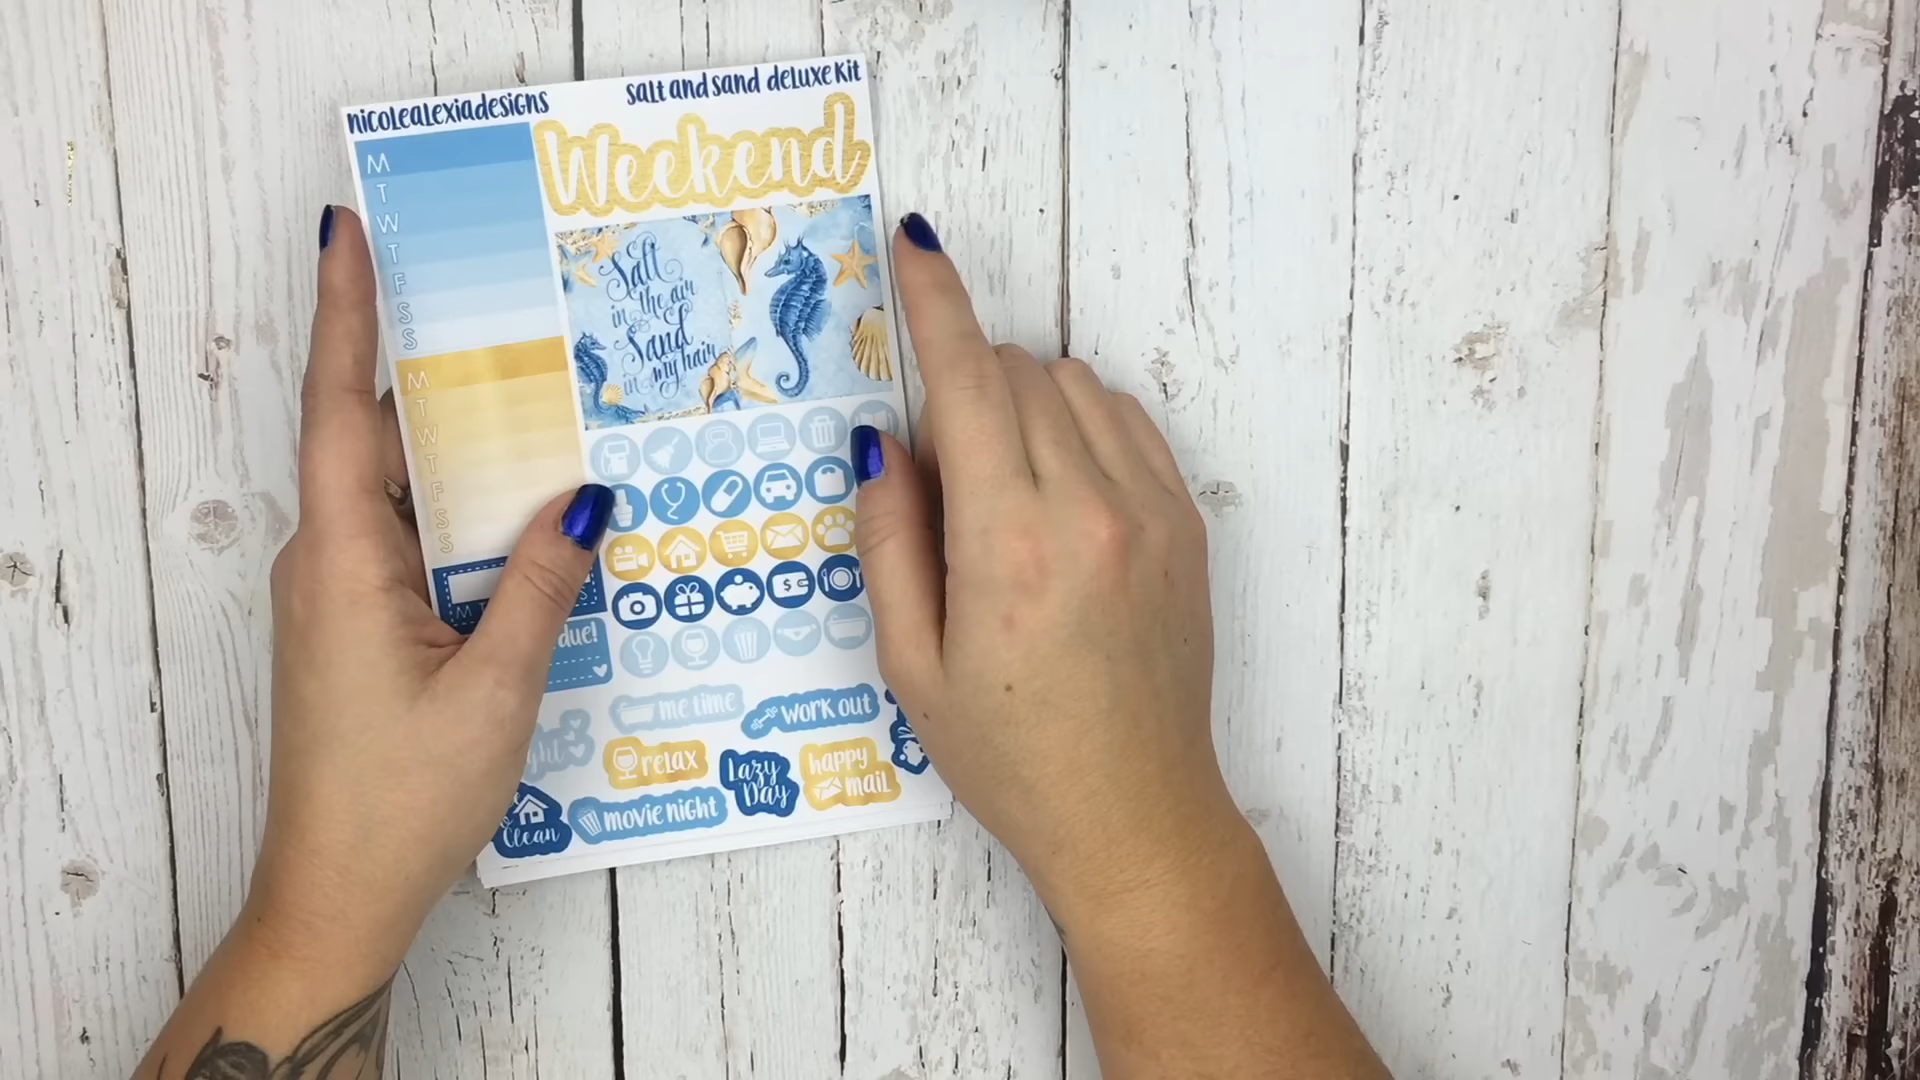 nicolealexiadesigns
salt and sand deluxe kit
Weekend
M
T
W
T
F
S
S
M
T
W
T
F
S
S
Salt
in the air
Sand
in my hair
$
M
S
due!
me time
work out
relax
Lazy
Day
happy
mail
movie night
Clean